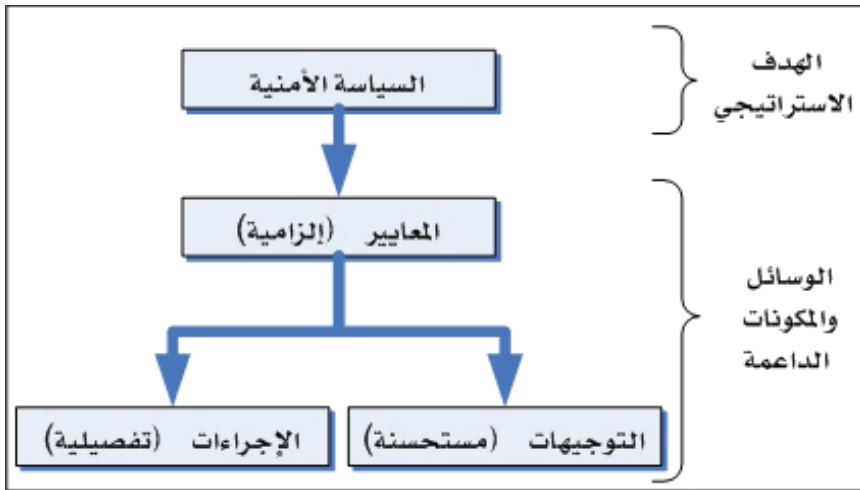 السياسة الأمنية
الهدف
الاستراتيجي
المعايير (إلزامية)
الوسائل
والمكونات
الداعمة
التوجيهات (مستحسنة)
الإجراءات (تفصيلية)